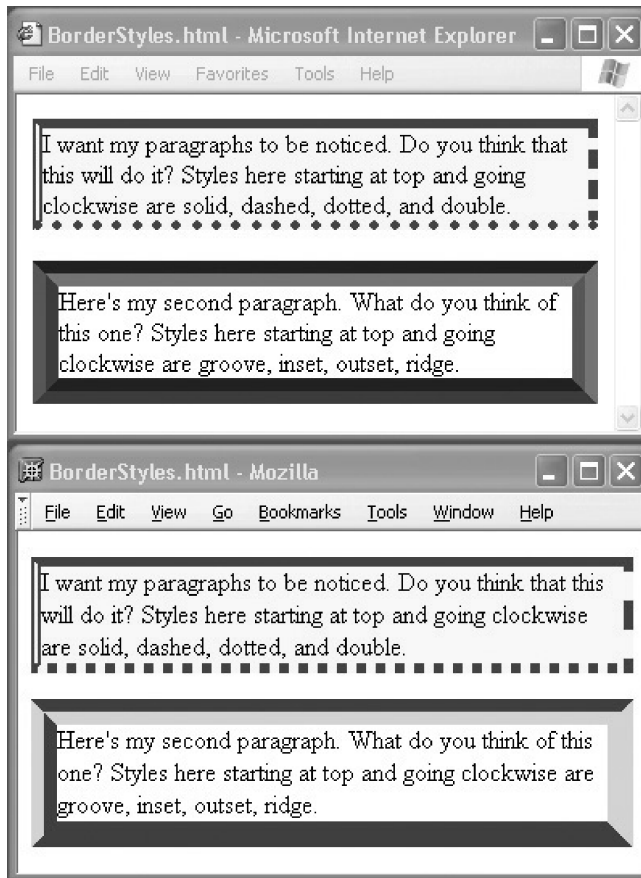 BorderStyles.html - Microsoft Internet Explorer
File Edit View Favorites Tools Help
I want my paragraphs to be noticed. Do you think that
this will do it? Styles here starting at top and going
clockwise are solid, dashed, dotted, and double.
Here's my second paragraph. What do you think of
this one? Styles here starting at top and going
clockwise are groove, inset, outset, ridge.
BorderStyles.html - Mozilla
File Edit View Go Bookmarks Tools Window Help
I want my paragraphs to be noticed. Do you think that this
will do it? Styles here starting at top and going clockwise
are solid, dashed, dotted, and double.
Here's my second paragraph. What do you think of this
one? Styles here starting at top and going clockwise are
groove, inset, outset, ridge.